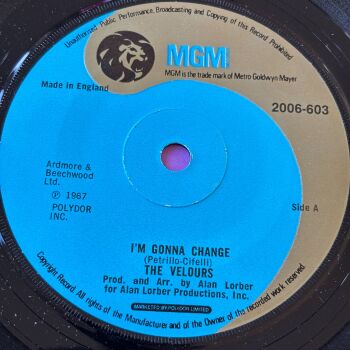 Unauthorised Public Performance, Broadcasting and Copying of this Record Prohibited
MGM
MGM is the trade mark of Metro Goldwyn Mayer
Made in England
2006-603
Ardmore &
Beechwood
Ltd.
℗ 1967
POLYDOR
INC.
Side A
I'M GONNA CHANGE
(Petrillo-Cifelli)
THE VELOURS
Prod. and Arr. by Alan Lorber
for Alan Lorber Productions, Inc.
MARKETED BY POLYDOR LIMITED
Copyright Record. All rights of the Manufacturer and of the Owner of the recorded work reserved